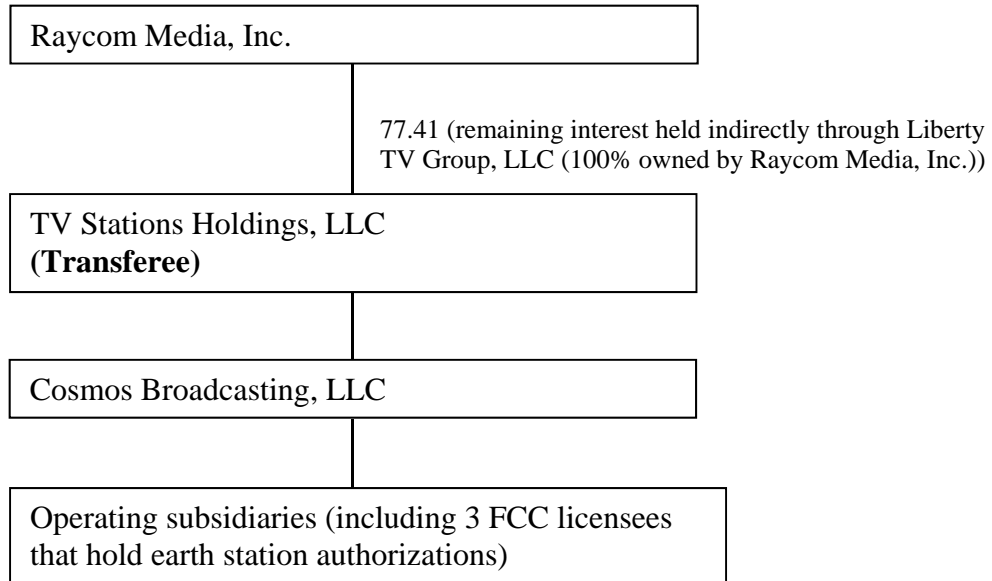 Raycom Media, Inc.
77.41 (remaining interest held indirectly through Liberty
TV Group, LLC (100% owned by Raycom Media, Inc.))
TV Stations Holdings, LLC
(Transferee)
Cosmos Broadcasting, LLC
Operating subsidiaries (including 3 FCC licensees
that hold earth station authorizations)